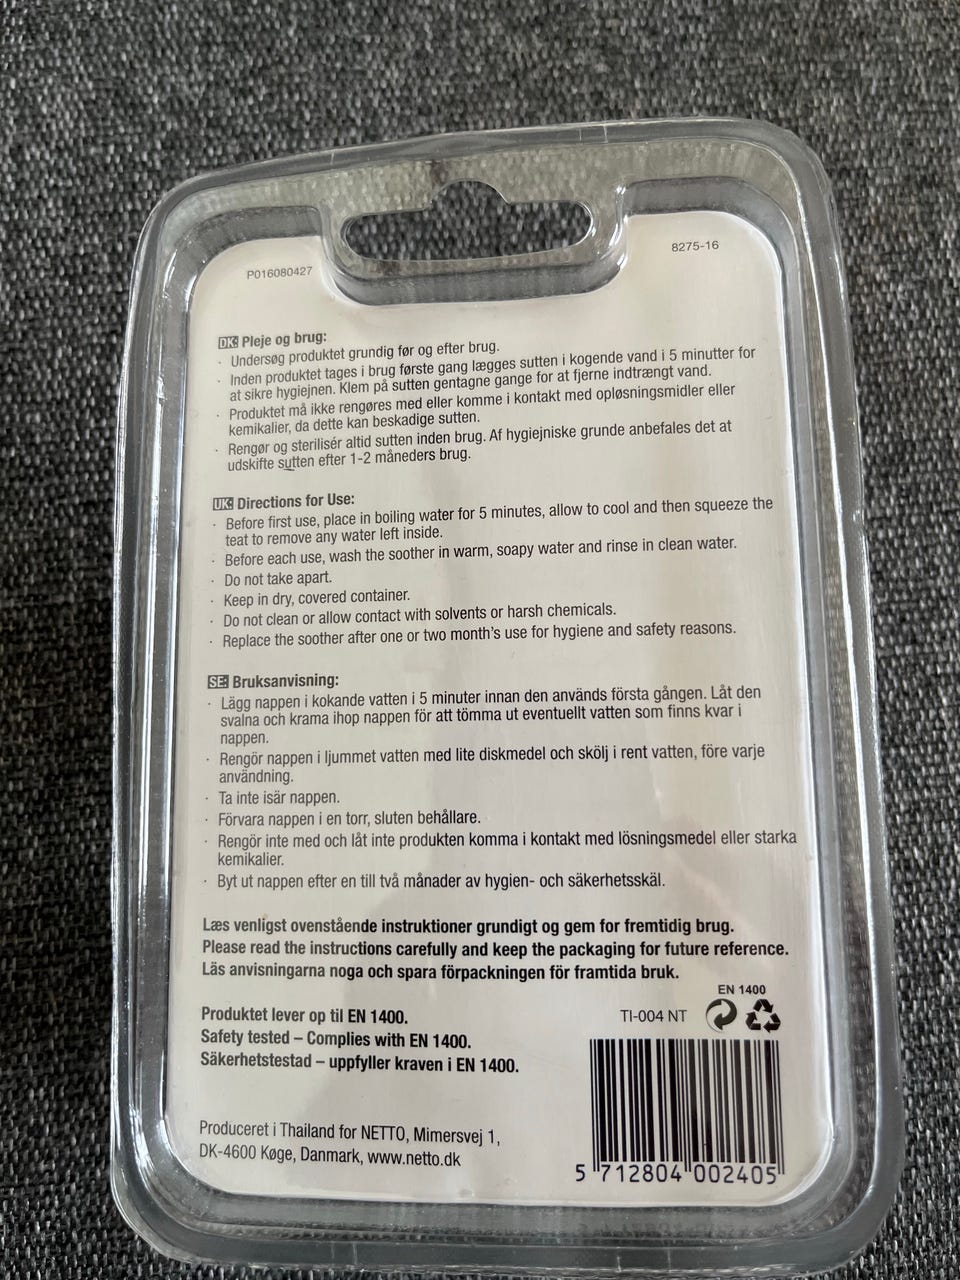 8275-16
P016080427
DK: Pleje og brug:
· Undersøg produktet grundig før og efter brug.
· Inden produktet tages i brug første gang lægges sutten i kogende vand i 5 minutter for
at sikre hygiejnen. Klem på sutten gentagne gange for at fjerne indtrængt vand.
· Produktet må ikke rengøres med eller komme i kontakt med opløsningsmidler eller
kemikalier, da dette kan beskadige sutten.
· Rengør og sterilisér altid sutten inden brug. Af hygiejniske grunde anbefales det at
udskifte sutten efter 1-2 måneders brug.
UK: Directions for Use:
· Before first use, place in boiling water for 5 minutes, allow to cool and then squeeze the
teat to remove any water left inside.
· Before each use, wash the soother in warm, soapy water and rinse in clean water.
· Do not take apart.
· Keep in dry, covered container.
· Do not clean or allow contact with solvents or harsh chemicals.
· Replace the soother after one or two month's use for hygiene and safety reasons.
SE: Bruksanvisning:
· Lägg nappen i kokande vatten i 5 minuter innan den används första gången. Låt den
svalna och krama ihop nappen för att tömma ut eventuellt vatten som finns kvar i
nappen.
· Rengör nappen i ljummet vatten med lite diskmedel och skölj i rent vatten, före varje
användning.
· Ta inte isär nappen.
· Förvara nappen i en torr, sluten behållare.
· Rengör inte med och låt inte produkten komma i kontakt med lösningsmedel eller starka
kemikalier.
· Byt ut nappen efter en till två månader av hygien- och säkerhetsskäl.
Læs venligst ovenstående instruktioner grundigt og gem for fremtidig brug.
Please read the instructions carefully and keep the packaging for future reference.
Läs anvisningarna noga och spara förpackningen för framtida bruk.
EN 1400
TI-004 NT
Produktet lever op til EN 1400.
Safety tested – Complies with EN 1400.
Säkerhetstestad – uppfyller kraven i EN 1400.
Produceret i Thailand for NETTO, Mimersvej 1,
DK-4600 Køge, Danmark, www.netto.dk
5 712804 002405